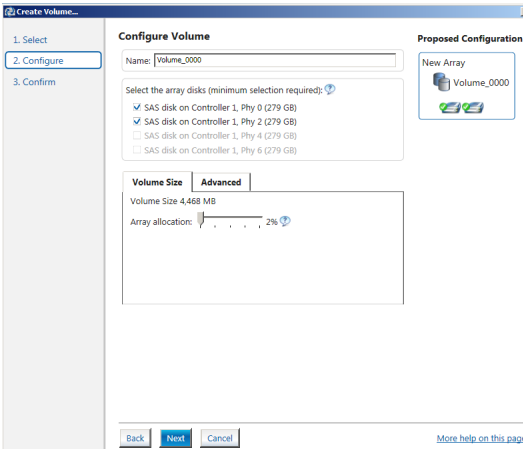 Create Volume...
1. Select
2. Configure
3. Confirm
Configure Volume
Name: Volume_0000
Select the array disks (minimum selection required):
SAS disk on Controller 1, Phy 0 (279 GB)
SAS disk on Controller 1, Phy 2 (279 GB)
SAS disk on Controller 1, Phy 4 (279 GB)
SAS disk on Controller 1, Phy 6 (279 GB)
Volume Size Advanced
Volume Size 4,468 MB
Array allocation: 2%
Proposed Configuration
New Array
Volume_0000
Back Next Cancel
More help on this page